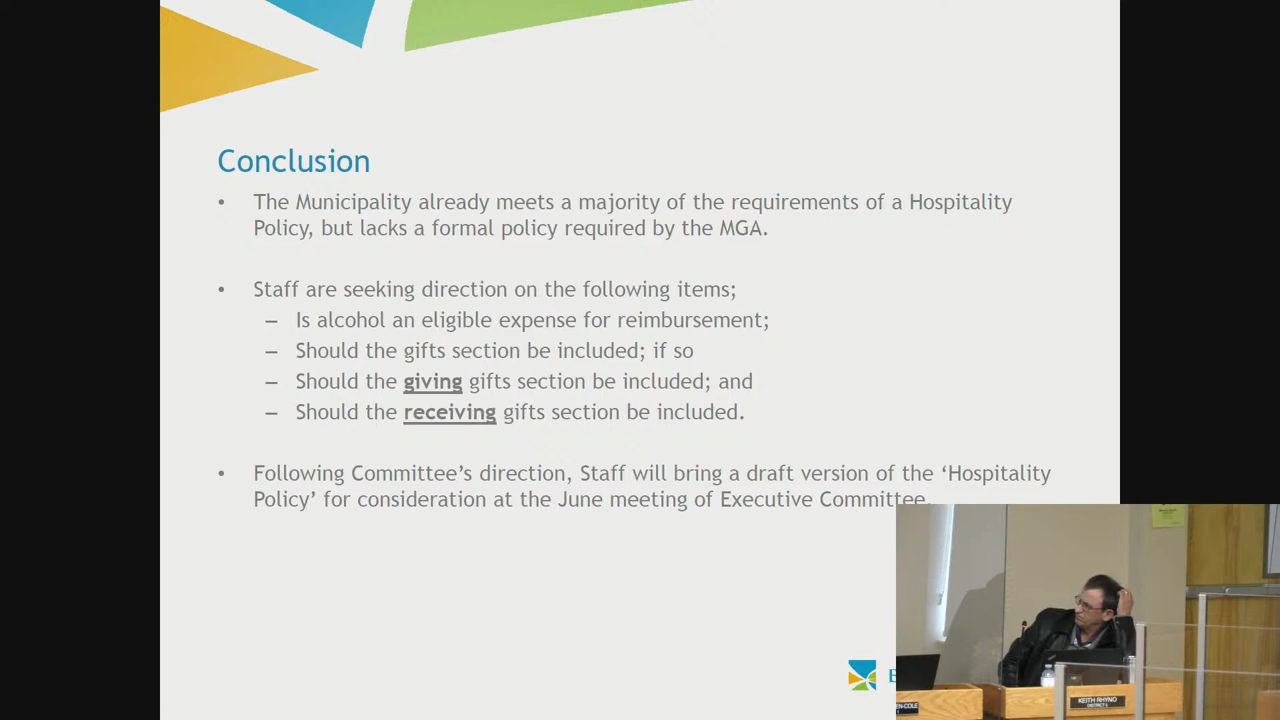 Conclusion
• The Municipality already meets a majority of the requirements of a Hospitality
Policy, but lacks a formal policy required by the MGA.
• Staff are seeking direction on the following items;
– Is alcohol an eligible expense for reimbursement;
– Should the gifts section be included; if so
– Should the giving gifts section be included; and
– Should the receiving gifts section be included.
• Following Committee’s direction, Staff will bring a draft version of the ‘Hospitality
Policy’ for consideration at the June meeting of Executive Committee.
EN-COLE
KEITH RHYNO